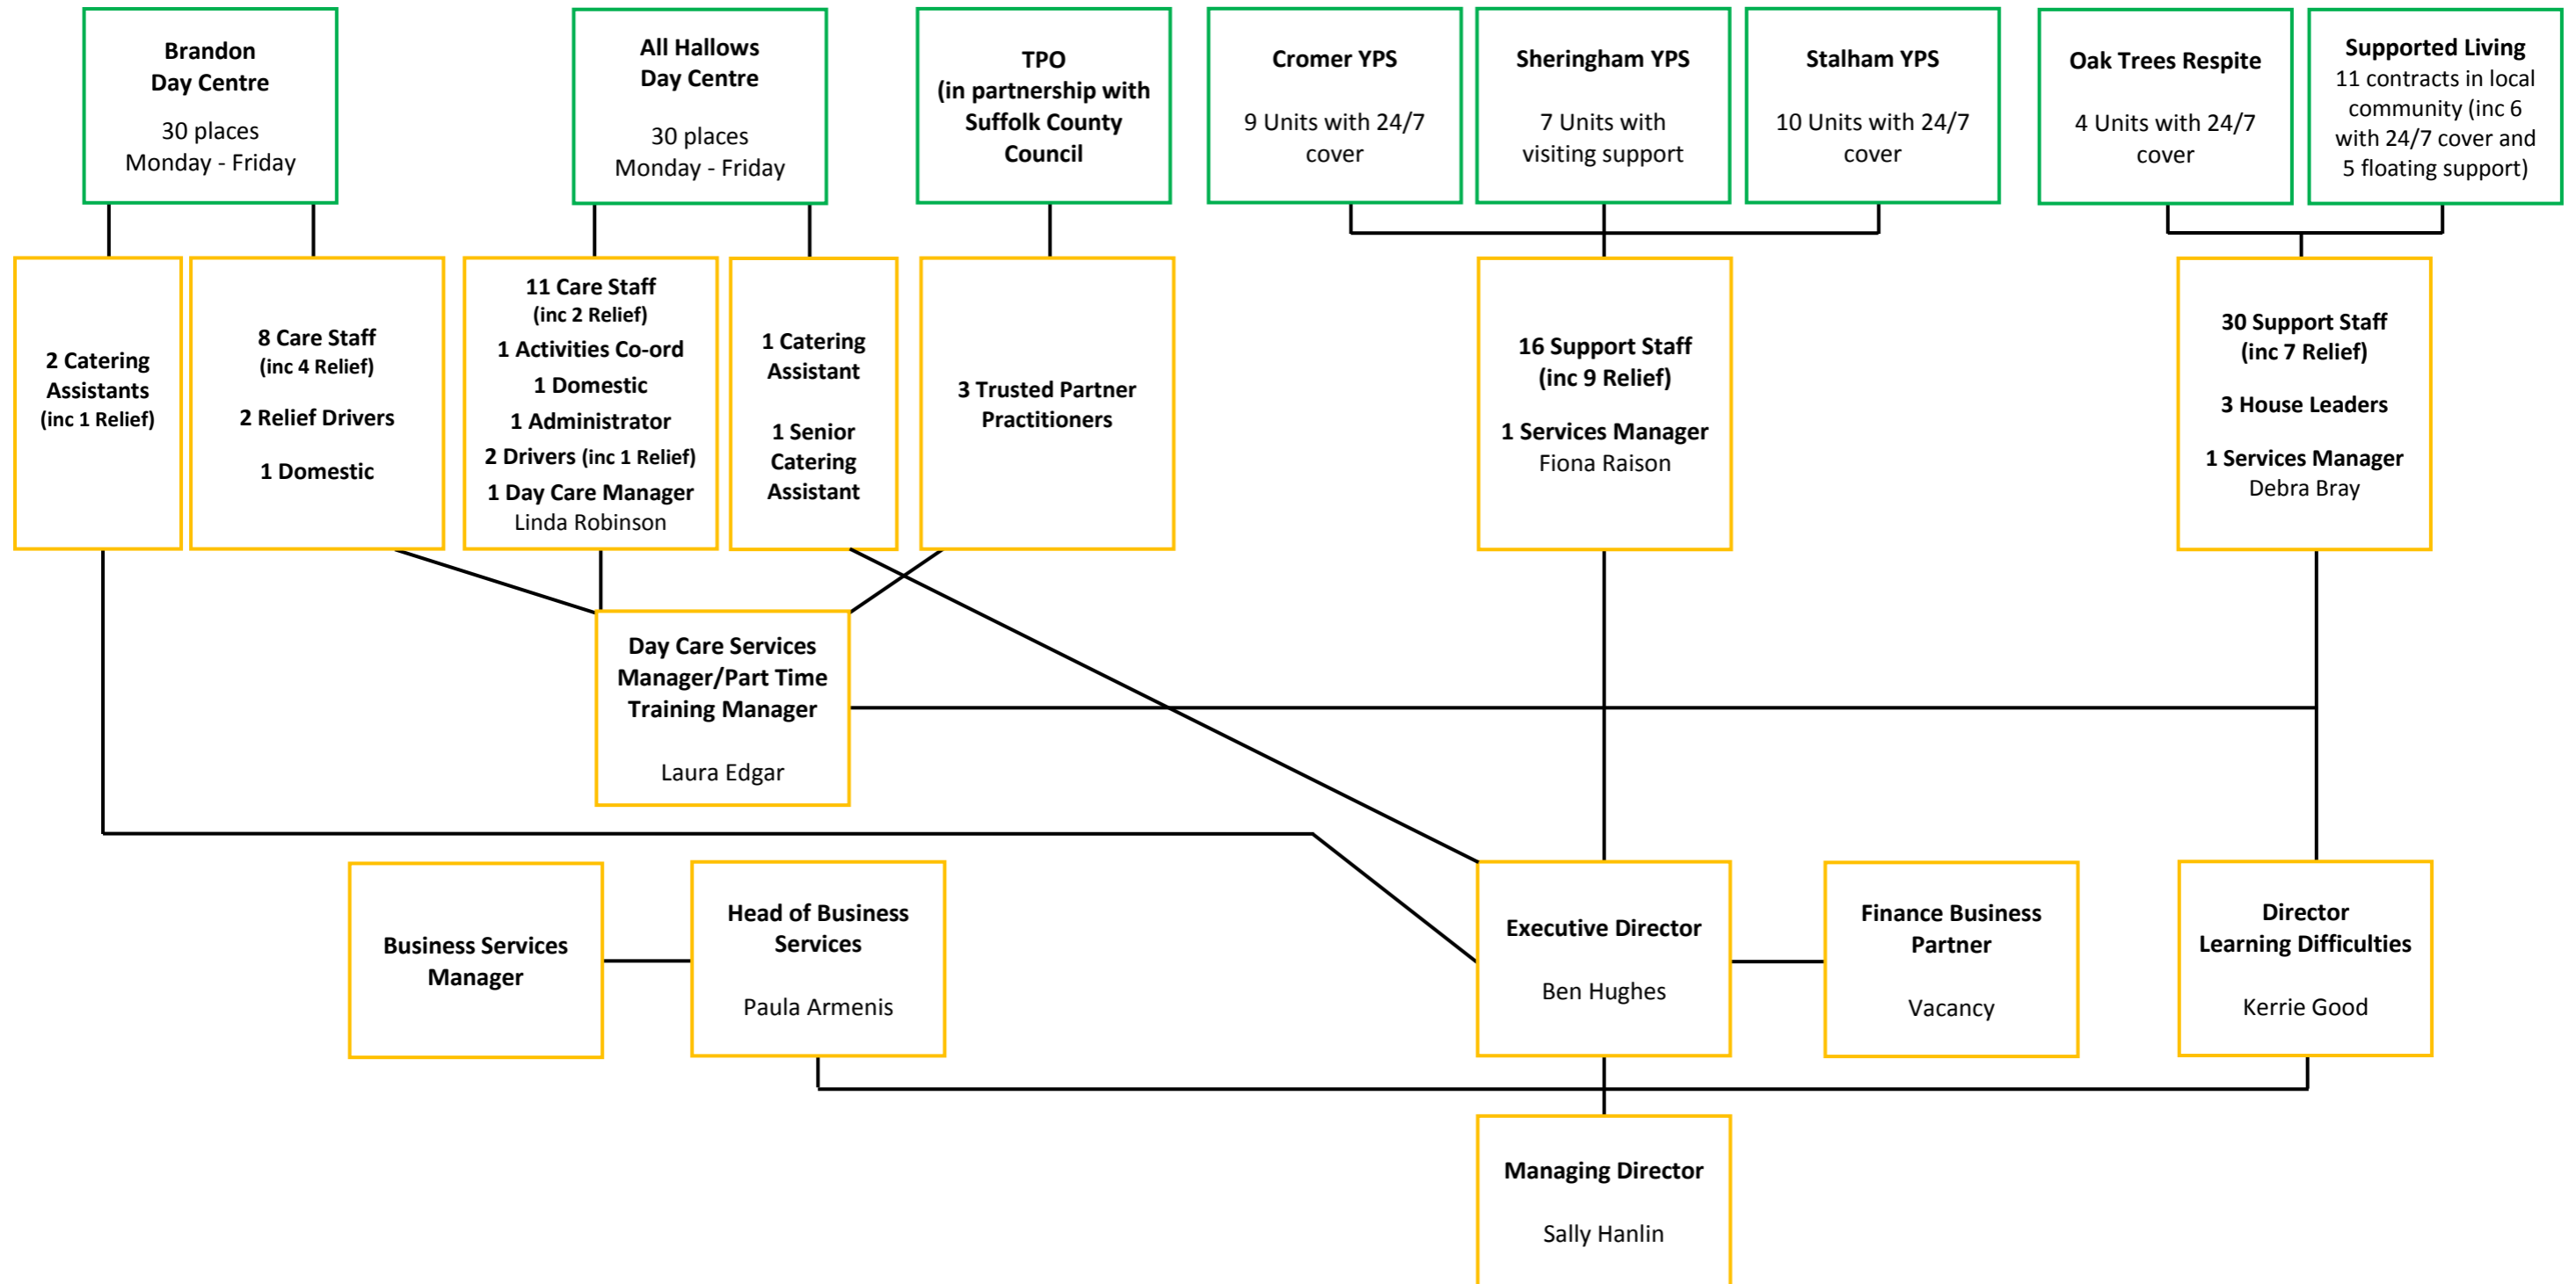 Brandon
Day Centre
30 places
Monday - Friday
All Hallows
Day Centre
30 places
Monday - Friday
TPO
(in partnership with
Suffolk County
Council
Cromer YPS
9 Units with 24/7
cover
Sheringham YPS
7 Units with
visiting support
Stalham YPS
10 Units with 24/7
cover
Oak Trees Respite
4 Units with 24/7
cover
Supported Living
11 contracts in local
community (inc 6
with 24/7 cover and
5 floating support)
2 Catering
Assistants
(inc 1 Relief)
8 Care Staff
(inc 4 Relief)
2 Relief Drivers
1 Domestic
11 Care Staff
(inc 2 Relief)
1 Activities Co-ord
1 Domestic
1 Administrator
2 Drivers (inc 1 Relief)
1 Day Care Manager
Linda Robinson
1 Catering
Assistant
1 Senior
Catering
Assistant
3 Trusted Partner
Practitioners
16 Support Staff
(inc 9 Relief)
1 Services Manager
Fiona Raison
30 Support Staff
(inc 7 Relief)
3 House Leaders
1 Services Manager
Debra Bray
Day Care Services
Manager/Part Time
Training Manager
Laura Edgar
Business Services
Manager
Head of Business
Services
Paula Armenis
Executive Director
Ben Hughes
Finance Business
Partner
Vacancy
Director
Learning Difficulties
Kerrie Good
Managing Director
Sally Hanlin